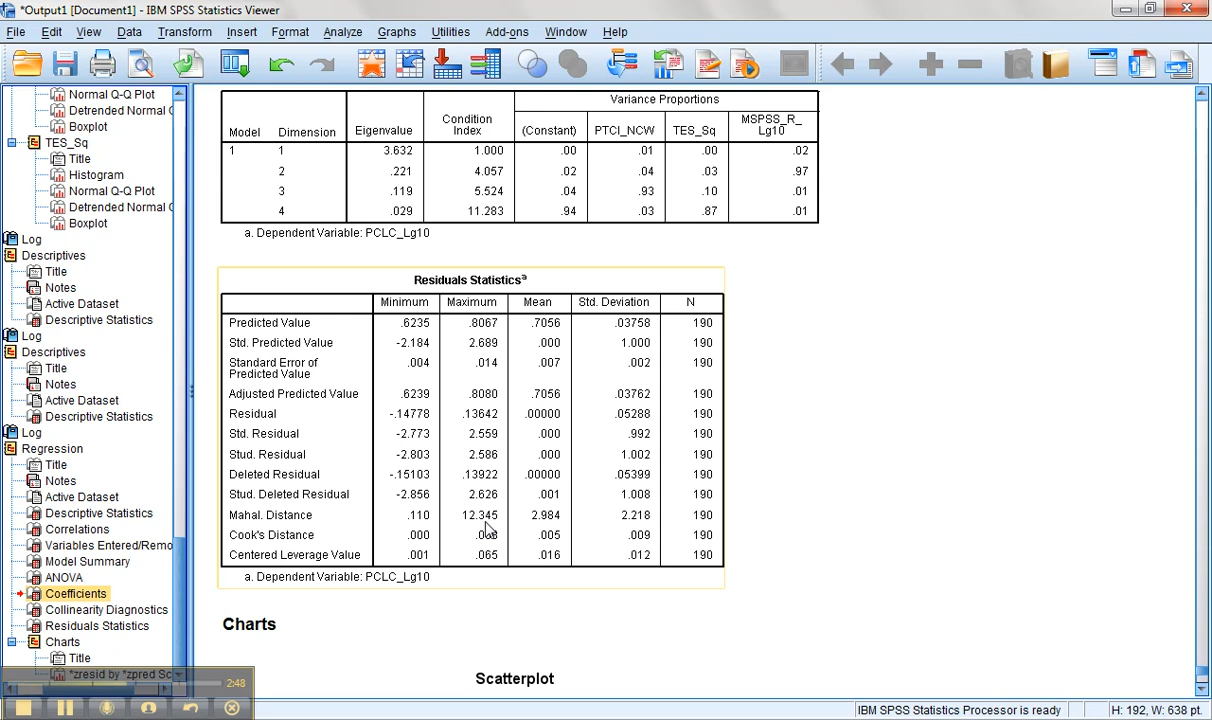 *Output1 [Document1] - IBM SPSS Statistics Viewer
File Edit View Data Transform Insert Format Analyze Graphs Utilities Add-ons Window Help
Normal Q-Q Plot
Detrended Normal
Boxplot
TES_Sq
Title
Histogram
Normal Q-Q Plot
Detrended Normal
Boxplot
Log
Descriptives
Title
Notes
Active Dataset
Descriptive Statistics
Log
Descriptives
Title
Notes
Active Dataset
Descriptive Statistics
Log
Regression
Title
Notes
Active Dataset
Descriptive Statistics
Correlations
Variables Entered/Remo
Model Summary
ANOVA
Coefficients
Collinearity Diagnostics
Residuals Statistics
Charts
Title
*zresid by *zpred Sc
2:48
Variance Proportions
Model Dimension Eigenvalue Condition Index (Constant) PTCI_NCW TES_Sq MSPSS_R_Lg10
1 1 3.632 1.000 .00 .01 .00 .02
2 .221 4.057 .02 .04 .03 .97
3 .119 5.524 .04 .93 .10 .01
4 .029 11.283 .94 .03 .87 .01
a. Dependent Variable: PCLC_Lg10
Residuals Statisticsa
Minimum Maximum Mean Std. Deviation N
Predicted Value .6235 .8067 .7056 .03758 190
Std. Predicted Value -2.184 2.689 .000 1.000 190
Standard Error of Predicted Value .004 .014 .007 .002 190
Adjusted Predicted Value .6239 .8080 .7056 .03762 190
Residual -.14778 .13642 .00000 .05288 190
Std. Residual -2.773 2.559 .000 .992 190
Stud. Residual -2.803 2.586 .000 1.002 190
Deleted Residual -.15103 .13922 .00000 .05399 190
Stud. Deleted Residual -2.856 2.626 .001 1.008 190
Mahal. Distance .110 12.345 2.984 2.218 190
Cook's Distance .000 .005 .009 190
Centered Leverage Value .001 .065 .016 .012 190
a. Dependent Variable: PCLC_Lg10
Charts
Scatterplot
IBM SPSS Statistics Processor is ready
H: 192, W: 638 pt.